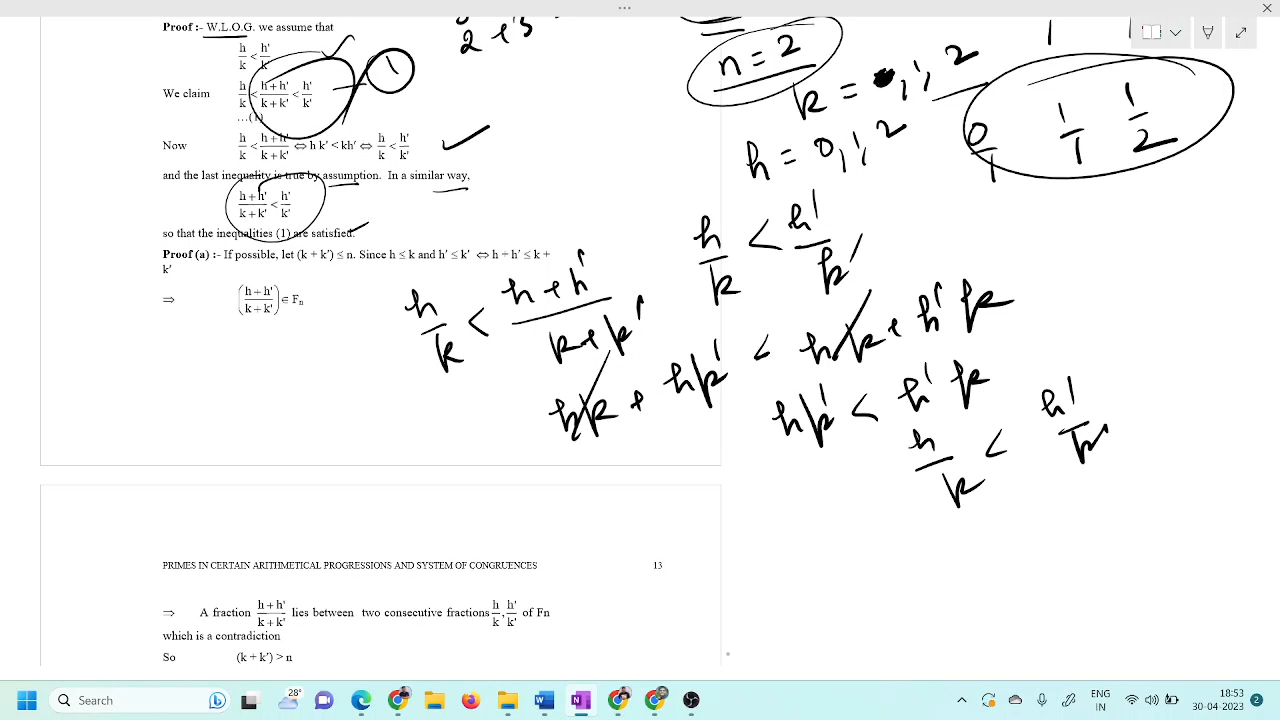 Proof :- W.L.O.G. we assume that
h/k < h'/k'
We claim h/k < (h+h')/(k+k') < h'/k'
…(1)
Now h/k < (h+h')/(k+k') ⇔ h k' < kh' ⇔ h/k < h'/k'
and the last inequality is true by assumption. In a similar way,
(h+h')/(k+k') < h'/k'
so that the inequalities (1) are satisfied.
Proof (a) :- If possible, let (k + k') ≤ n. Since h ≤ k and h' ≤ k' ⇔ h + h' ≤ k +
k'
⇒ ((h+h')/(k+k')) ∈ Fn
1
n = 2
k = , 1, 2
h = 0, 1, 2
0/1 1/1 1/2
h/k < h'/k'
h/k < (h+h')/(k+k')
hk + hk' < hk + h'k
hk' < h'k
h/k < h'/k'
PRIMES IN CERTAIN ARITHMETICAL PROGRESSIONS AND SYSTEM OF CONGRUENCES 13
⇒ A fraction (h+h')/(k+k') lies between two consecutive fractions h/k, h'/k' of Fn
which is a contradiction
So (k + k') > n
Search
28°
ENG
IN
18:53
30-04-2023
2